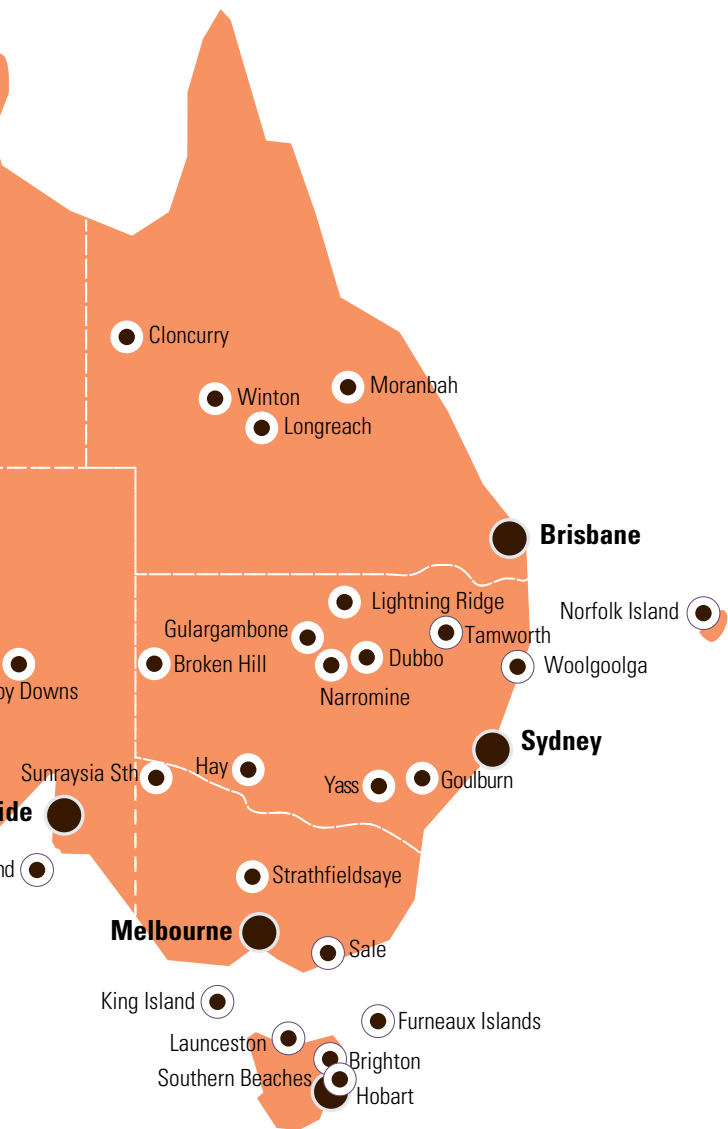 Cloncurry
Moranbah
Winton
Longreach
Brisbane
Lightning Ridge
Norfolk Island
Gulargambone
Tamworth
Dubbo
Woolgoolga
Broken Hill
Downs
Narromine
Sydney
Hay
Sunraysia Sth
Yass
Goulburn
Strathfieldsaye
Melbourne
Sale
King Island
Furneaux Islands
Launceston
Brighton
Southern Beaches
Hobart